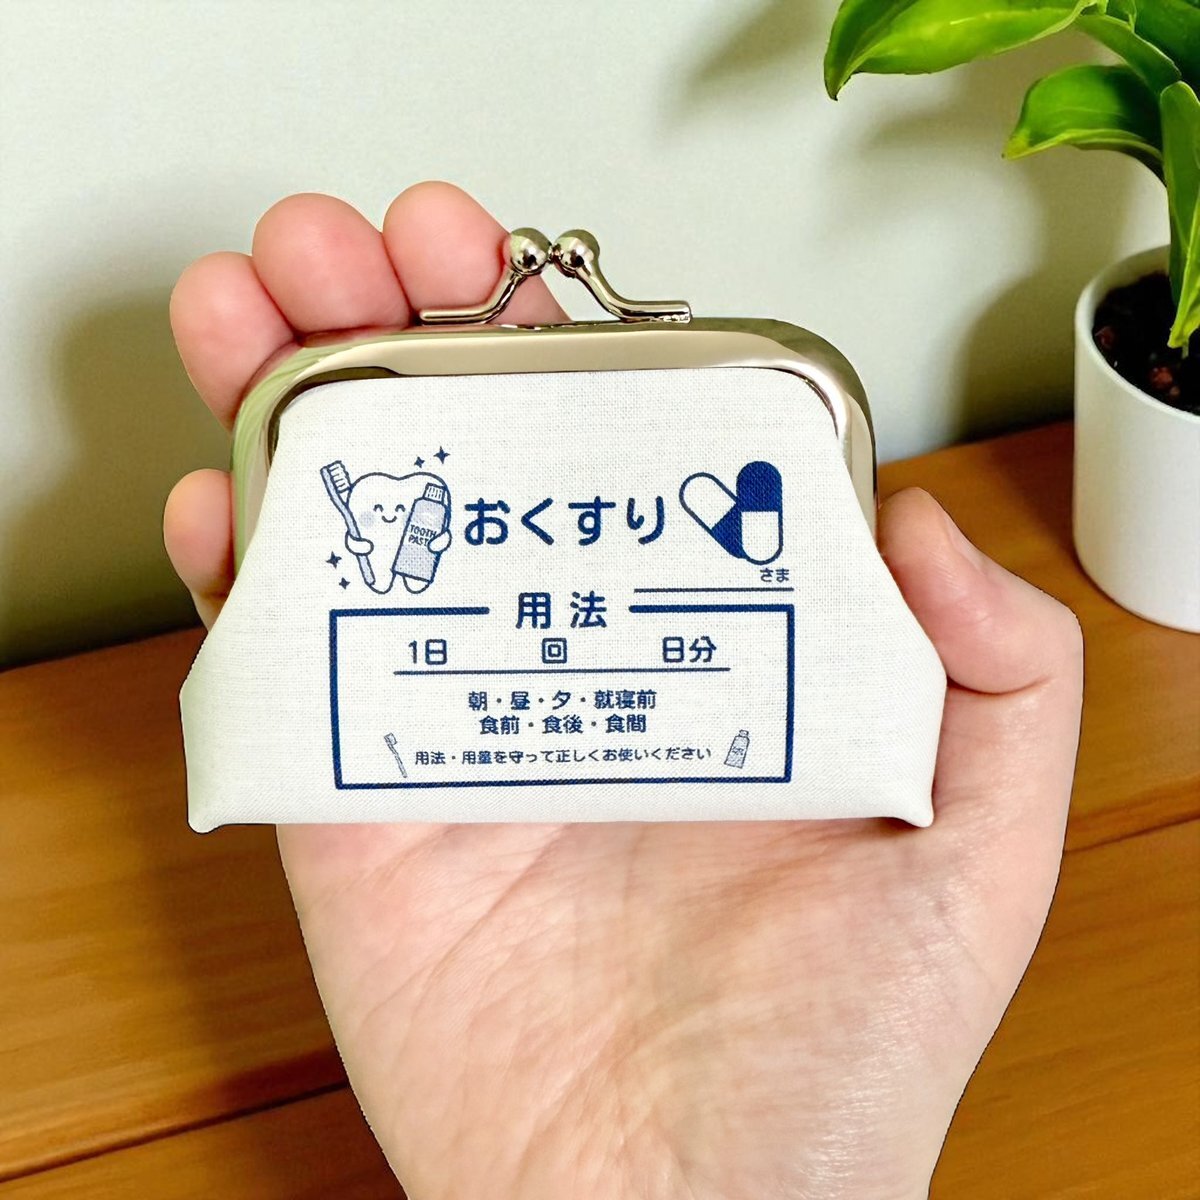 TOOTH
PAST
おくすり
さま
用法
1日 回 日分
朝・昼・夕・就寝前
食前・食後・食間
用法・用量を守って正しくお使いください